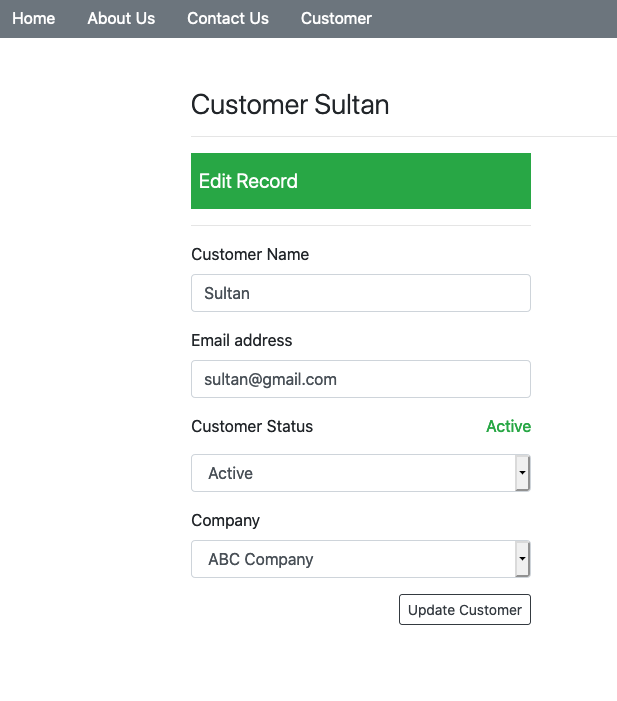 Home About Us Contact Us Customer
Customer Sultan
Edit Record
Customer Name
Sultan
Email address
sultan@gmail.com
Customer Status Active
Active
Company
ABC Company
Update Customer